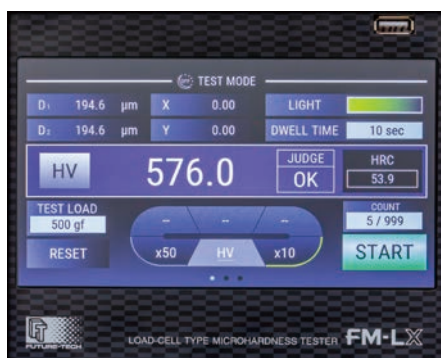 TEST MODE
D1 194.6 µm X 0.00 LIGHT
D2 194.6 µm Y 0.00 DWELL TIME 10 sec
HV 576.0 JUDGE OK HRC 53.9
TEST LOAD
500 gf
COUNT
5 / 999
-- -- --
RESET x50 HV x10 START
FT
FUTURE-TECH LOAD-CELL TYPE MICROHARDNESS TESTER FM-LX